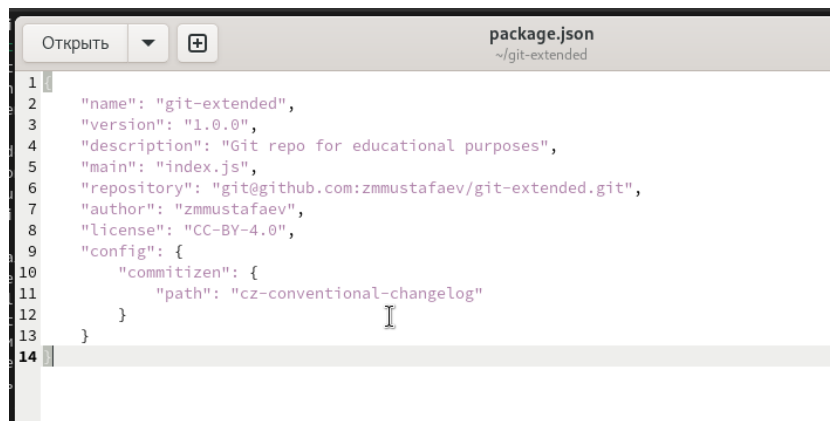 Открыть
package.json
~/git-extended
1 {
2 "name": "git-extended",
3 "version": "1.0.0",
4 "description": "Git repo for educational purposes",
5 "main": "index.js",
6 "repository": "git@github.com:zmmustafaev/git-extended.git",
7 "author": "zmmustafaev",
8 "license": "CC-BY-4.0",
9 "config": {
10 "commitizen": {
11 "path": "cz-conventional-changelog"
12 }
13 }
14 }